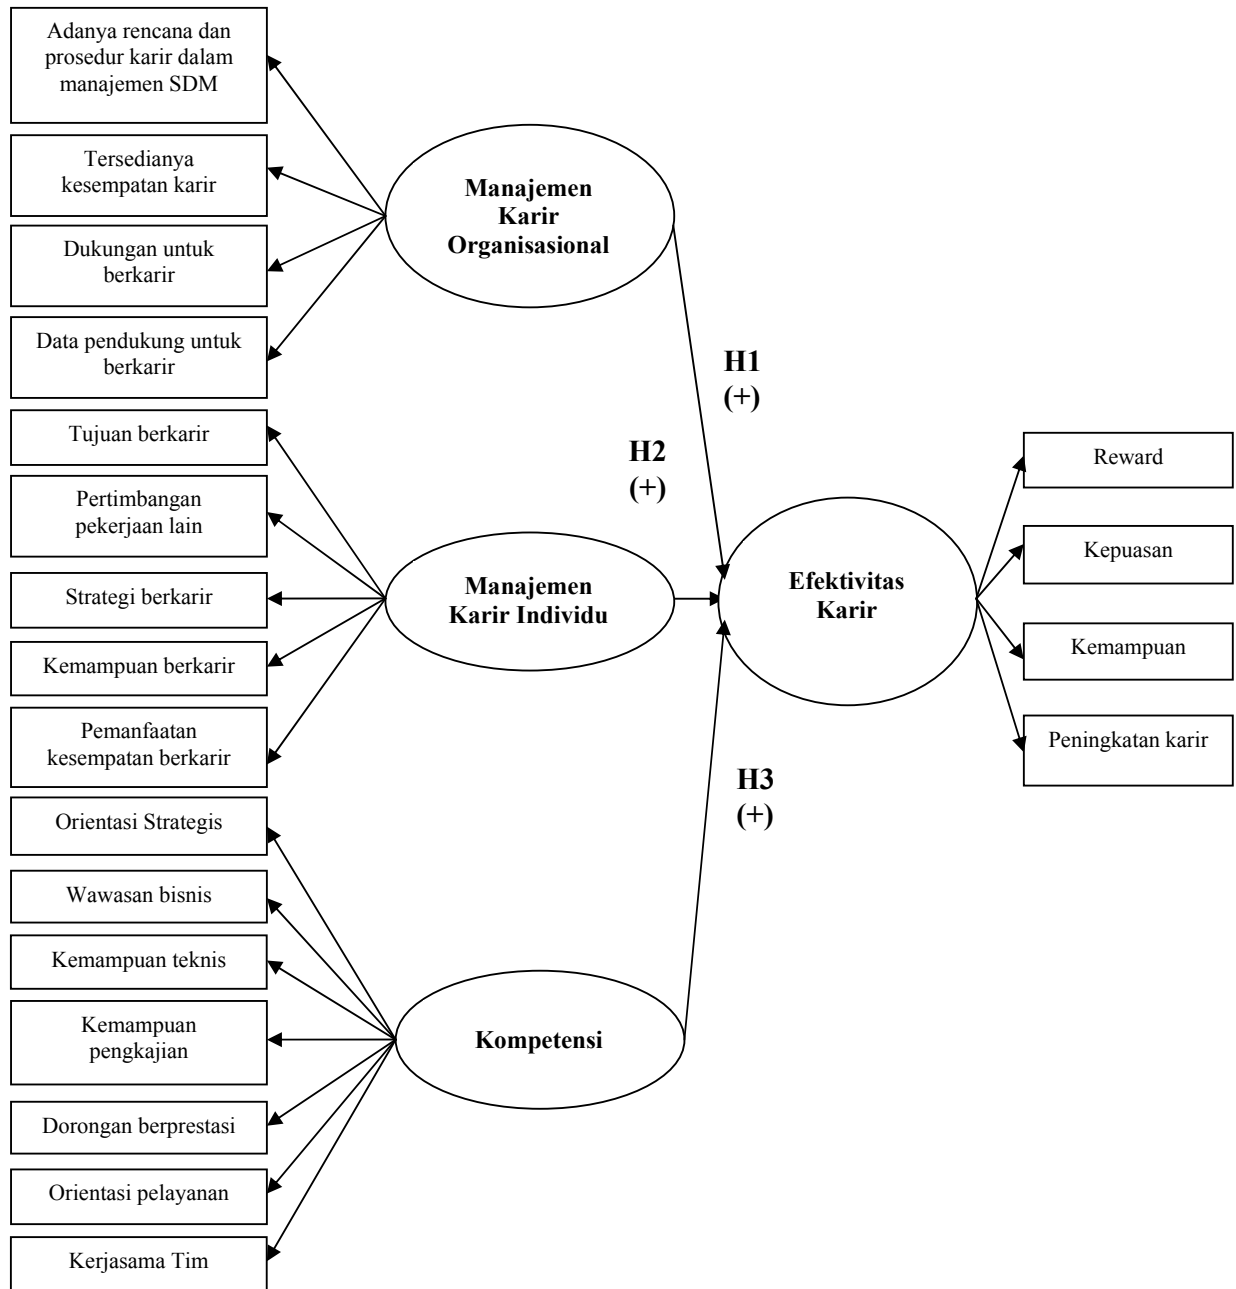 Adanya rencana dan
prosedur karir dalam
manajemen SDM
Tersedianya
kesempatan karir
Dukungan untuk
berkarir
Data pendukung untuk
berkarir
Tujuan berkarir
Pertimbangan
pekerjaan lain
Strategi berkarir
Kemampuan berkarir
Pemanfaatan
kesempatan berkarir
Orientasi Strategis
Wawasan bisnis
Kemampuan teknis
Kemampuan
pengkajian
Dorongan berprestasi
Orientasi pelayanan
Kerjasama Tim
Manajemen
Karir
Organisasional
Manajemen
Karir Individu
Kompetensi
H1
(+)
H2
(+)
H3
(+)
Efektivitas
Karir
Reward
Kepuasan
Kemampuan
Peningkatan karir